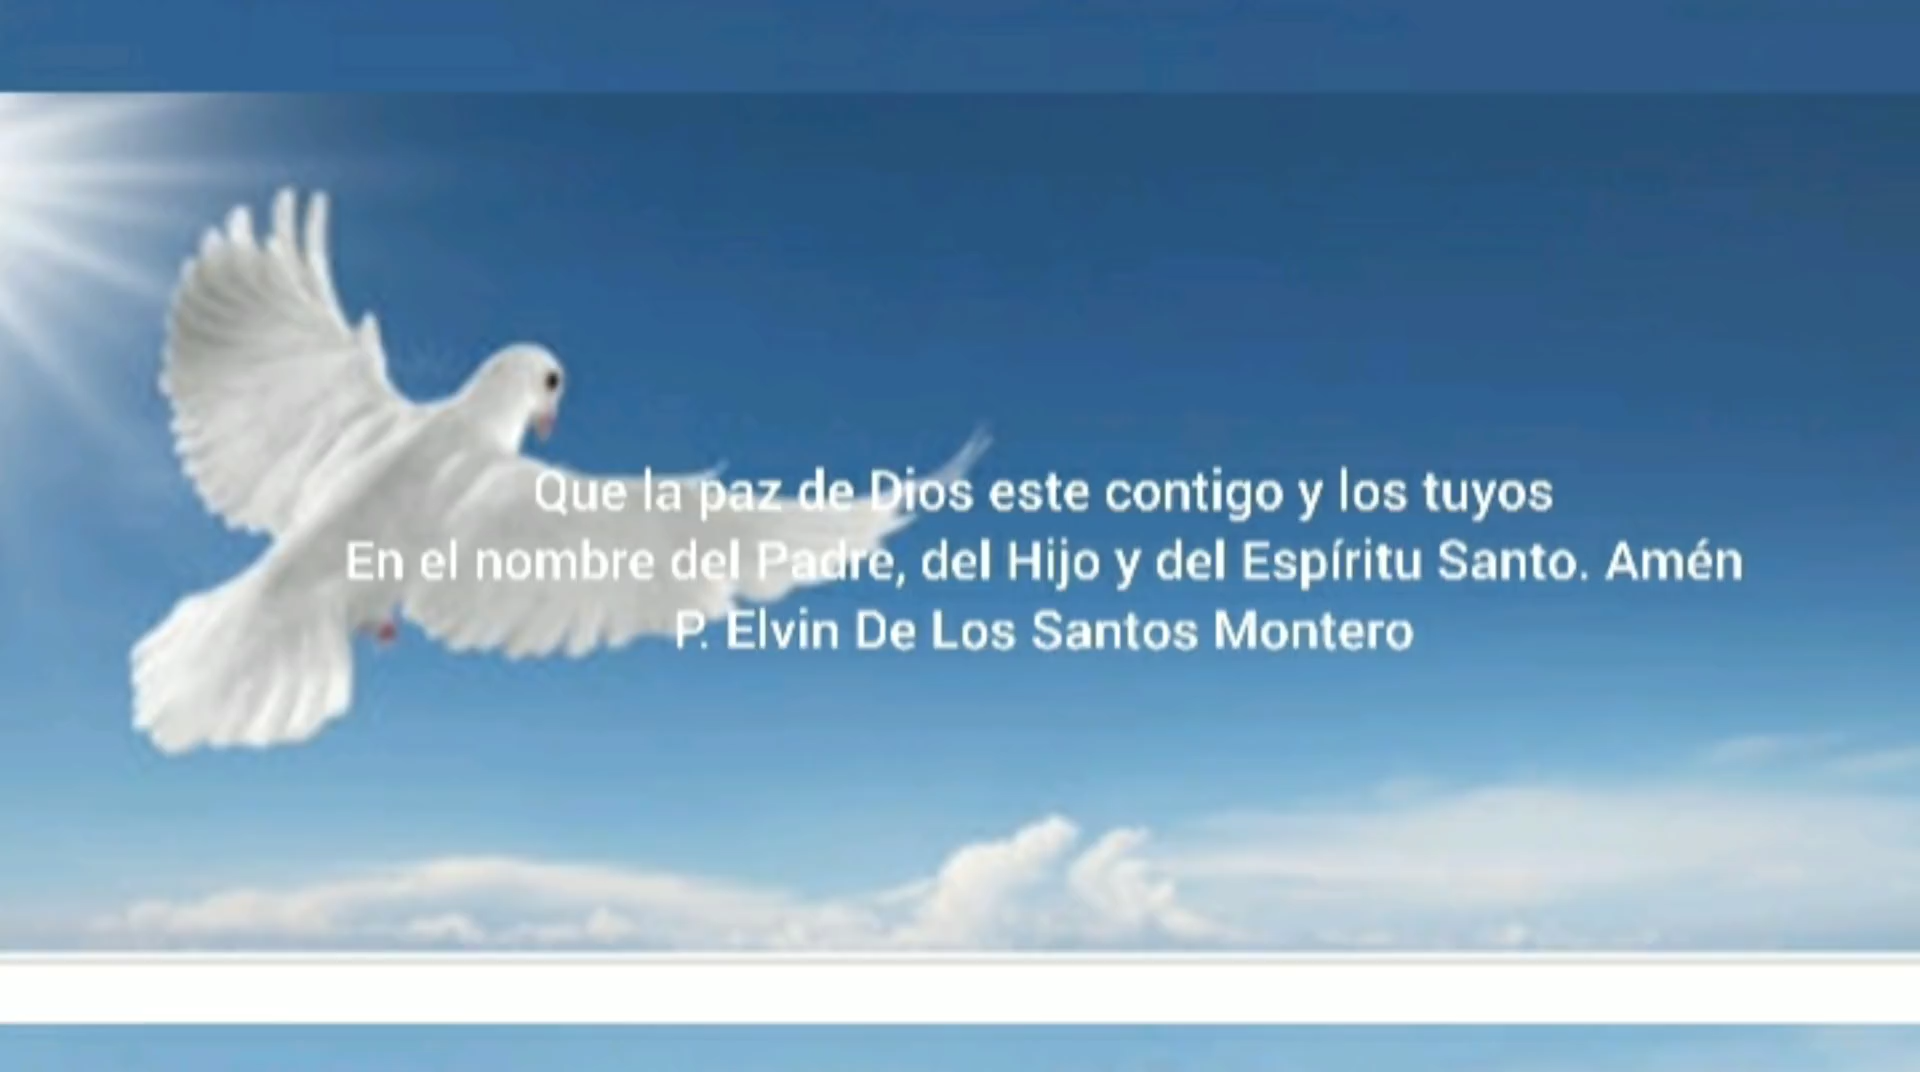 Que la paz de Dios este contigo y los tuyos
En el nombre del Padre, del Hijo y del Espíritu Santo. Amén
P. Elvin De Los Santos Montero